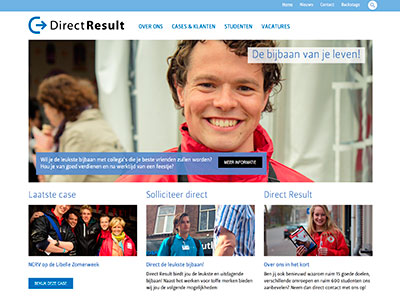 Home Nieuws Contact Backstage
DirectResult
OVER ONS CASES & KLANTEN STUDENTEN VACATURES
De bijbaan van je leven!
Wil je de leukste bijbaan met collega's die je beste vrienden zullen worden?
Hou je van goed verdienen en na werktijd van een feestje?
MEER INFORMATIE
Laatste case
Solliciteer direct
Direct Result
NCRV op de Libelle Zomerweek
BEKIJK DEZE CASE
Direct de leukste bijbaan!
Direct Result biedt jou de leukste en uitdagende
bijbaan! Naast het werken voor toffe merken bieden
wij jou de volgende mogelijkheden:
Over ons in het kort
Ben jij ook benieuwd waarom ruim 15 goede doelen,
verschillende omroepen en ruim 600 studenten ons
aanbevelen? Neem dan direct contact met ons op!